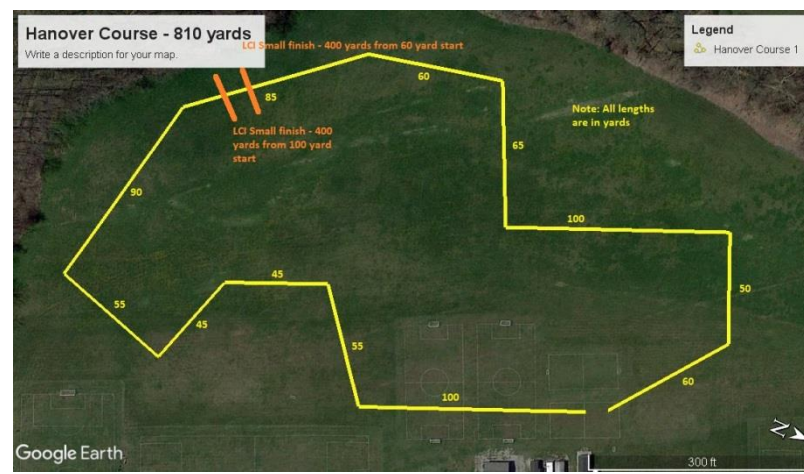 Hanover Course - 810 yards
Write a description for your map.
LCI Small finish - 400 yards from 60 yard start
Legend
Hanover Course 1
60
85
Note: All lengths
are in yards
LCI Small finish - 400
yards from 100 yard
start
65
90
100
45
50
55
45
55
60
100
Google Earth
N
300 ft